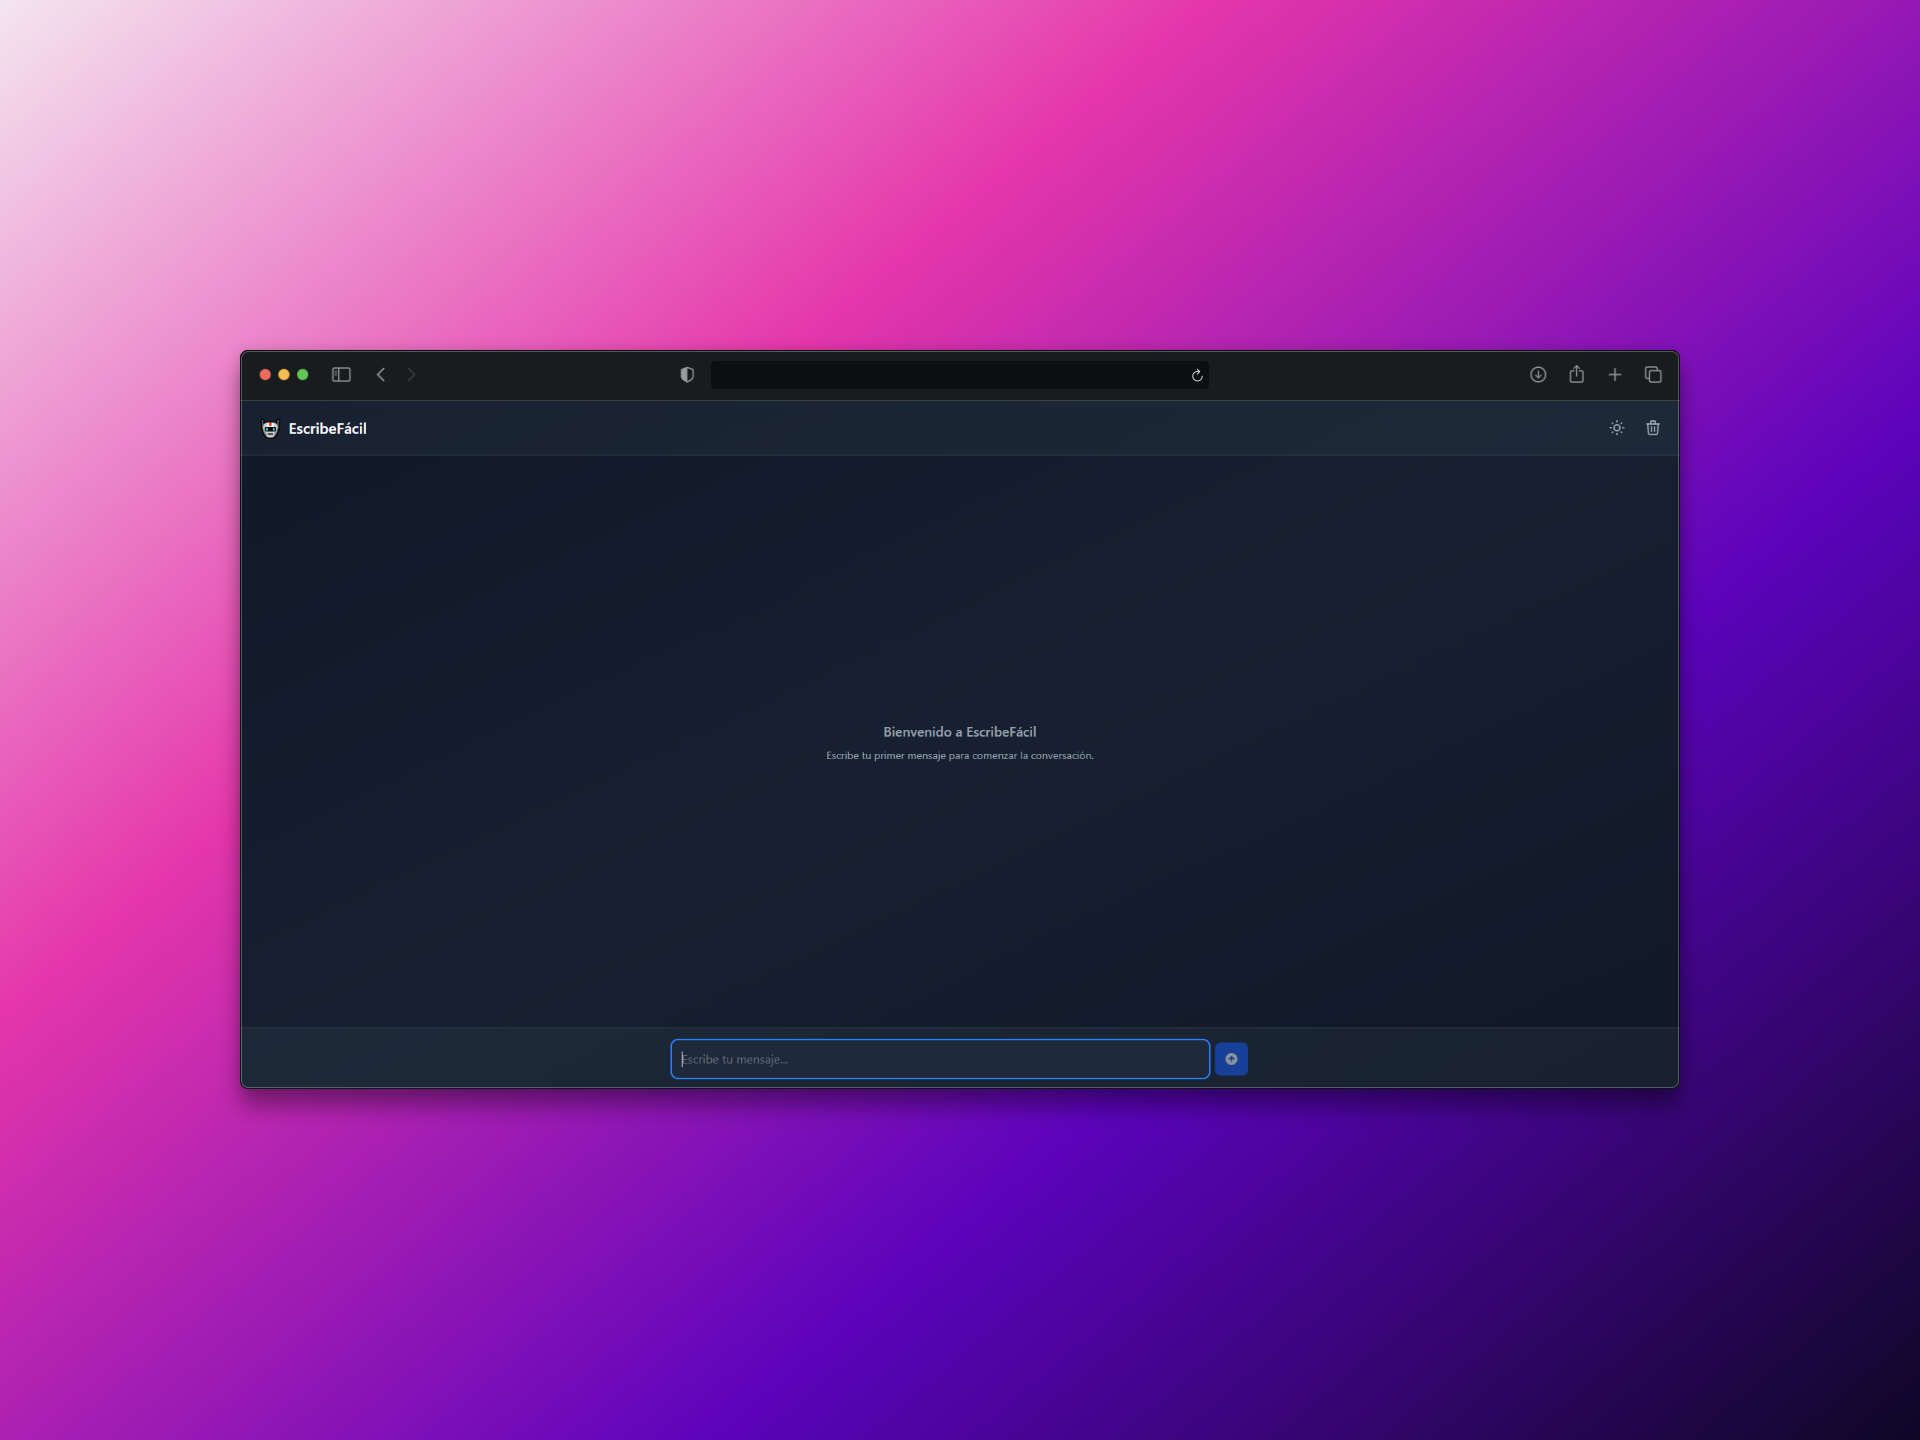 EscribeFácil
Bienvenido a EscribeFácil
Escribe tu primer mensaje para comenzar la conversación.
Escribe tu mensaje...